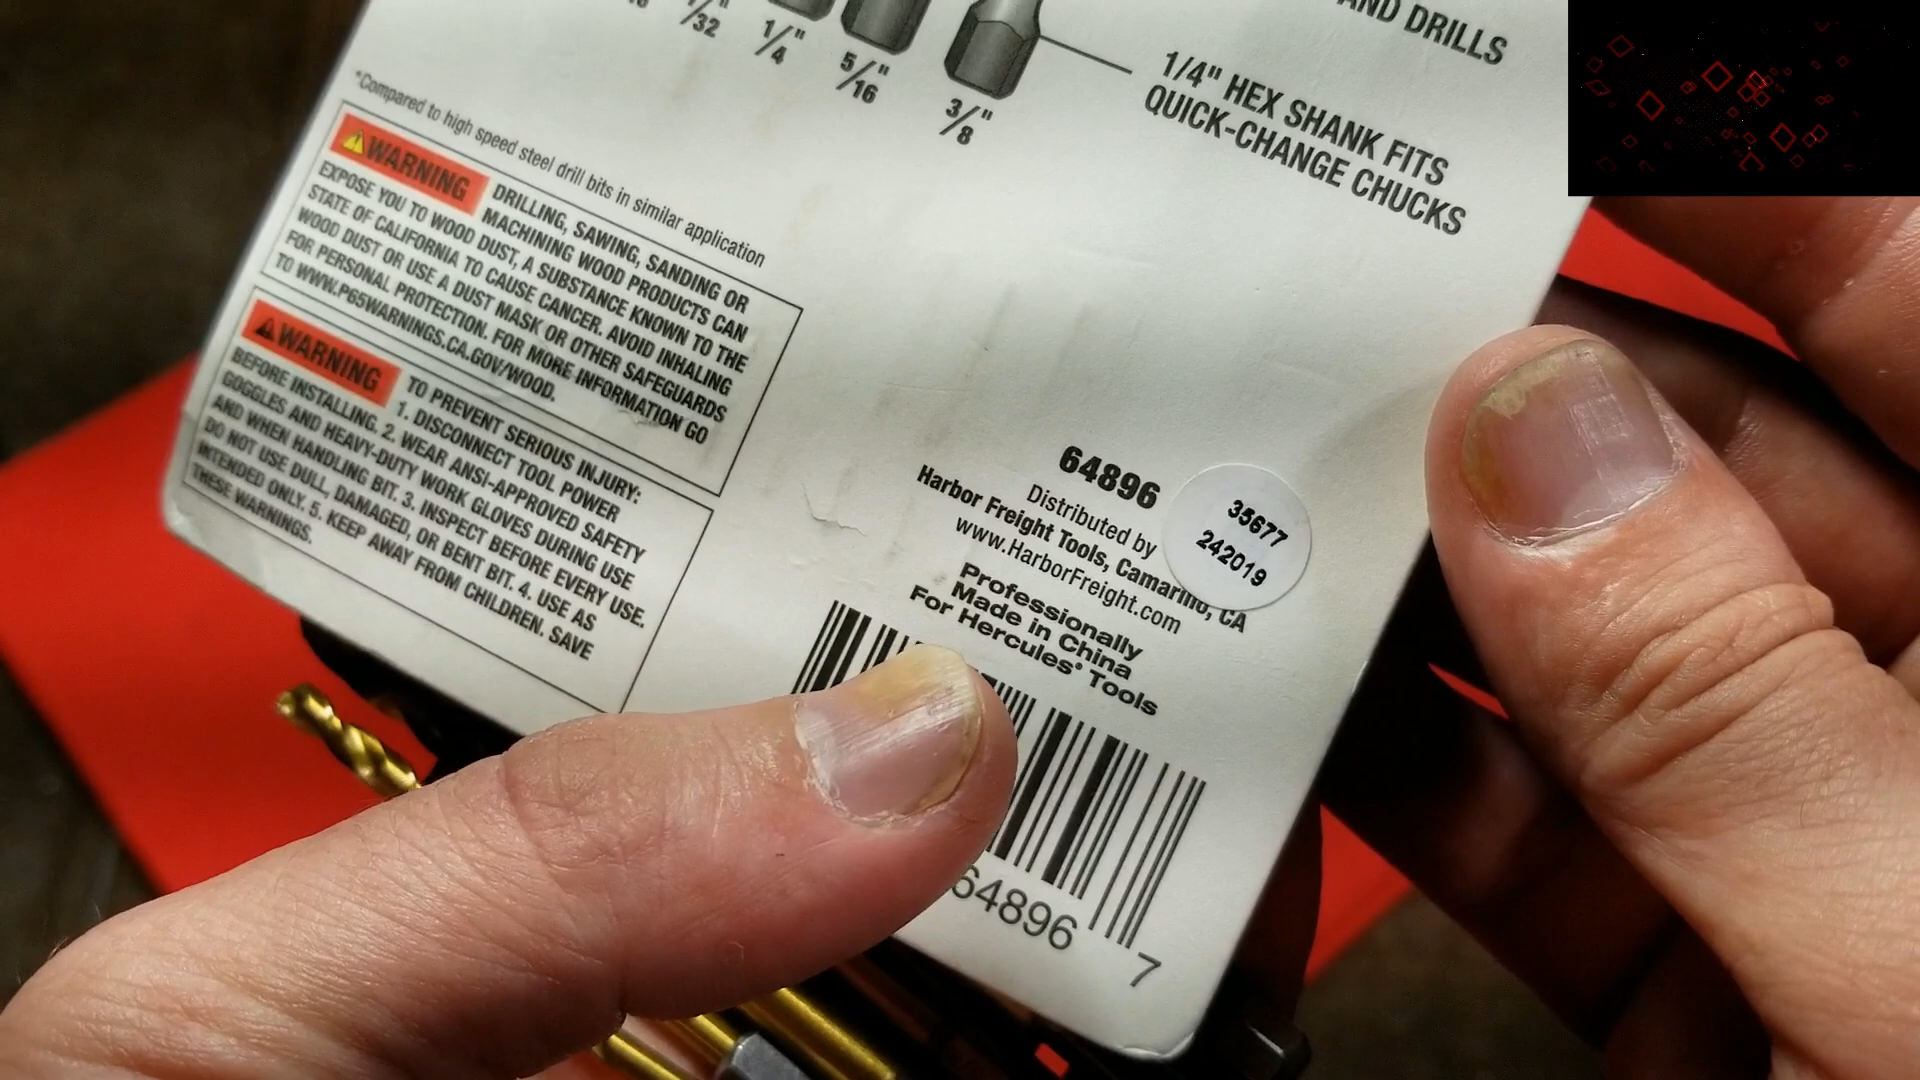 AND DRILLS
/32"
1/4"
5/16"
3/8"
1/4" HEX SHANK FITS
QUICK-CHANGE CHUCKS
*Compared to high speed steel drill bits in similar application
WARNING DRILLING, SAWING, SANDING OR
MACHINING WOOD PRODUCTS CAN
EXPOSE YOU TO WOOD DUST, A SUBSTANCE KNOWN TO THE
STATE OF CALIFORNIA TO CAUSE CANCER. AVOID INHALING
WOOD DUST OR USE A DUST MASK OR OTHER SAFEGUARDS
FOR PERSONAL PROTECTION. FOR MORE INFORMATION GO
TO WWW.P65WARNINGS.CA.GOV/WOOD.
WARNING TO PREVENT SERIOUS INJURY:
1. DISCONNECT TOOL POWER
BEFORE INSTALLING. 2. WEAR ANSI-APPROVED SAFETY
GOGGLES AND HEAVY-DUTY WORK GLOVES DURING USE
AND WHEN HANDLING BIT. 3. INSPECT BEFORE EVERY USE.
DO NOT USE DULL, DAMAGED, OR BENT BIT. 4. USE AS
INTENDED ONLY. 5. KEEP AWAY FROM CHILDREN. SAVE
THESE WARNINGS.
64896
Distributed by
Harbor Freight Tools, Camarillo, CA
www.HarborFreight.com
35677
242019
Professionally
Made in China
For Hercules® Tools
64896 7